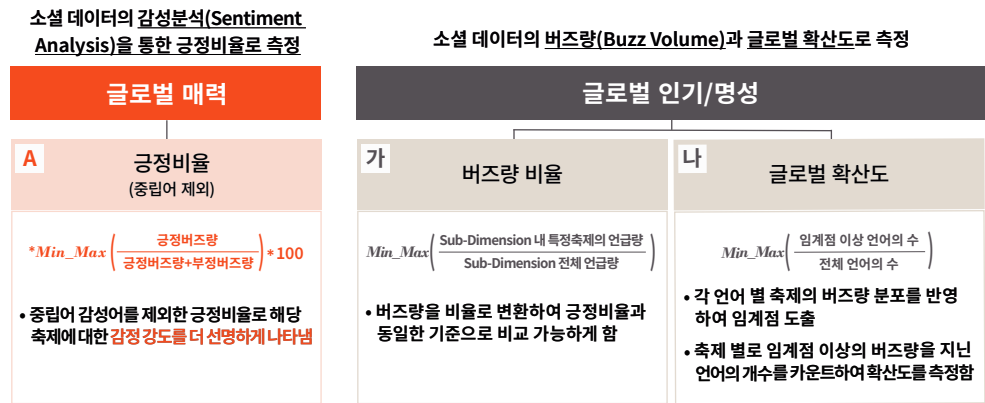 소셜 데이터의 감성분석(Sentiment
Analysis)을 통한 긍정비율로 측정
글로벌 매력
A
긍정비율
(중립어 제외)
*Min_Max(긍정버즈량/긍정버즈량+부정버즈량)*100
• 중립어 감성어를 제외한 긍정비율로 해당
축제에 대한 감정 강도를 더 선명하게 나타냄
소셜 데이터의 버즈량(Buzz Volume)과 글로벌 확산도로 측정
글로벌 인기/명성
가
버즈량 비율
Min_Max(Sub-Dimension 내 특정축제의 언급량/Sub-Dimension 전체 언급량)
• 버즈량을 비율로 변환하여 긍정비율과
동일한 기준으로 비교 가능하게 함
나
글로벌 확산도
Min_Max(임계점 이상 언어의 수/전체 언어의 수)
• 각 언어 별 축제의 버즈량 분포를 반영
하여 임계점 도출
• 축제 별로 임계점 이상의 버즈량을 지닌
언어의 개수를 카운트하여 확산도를 측정함